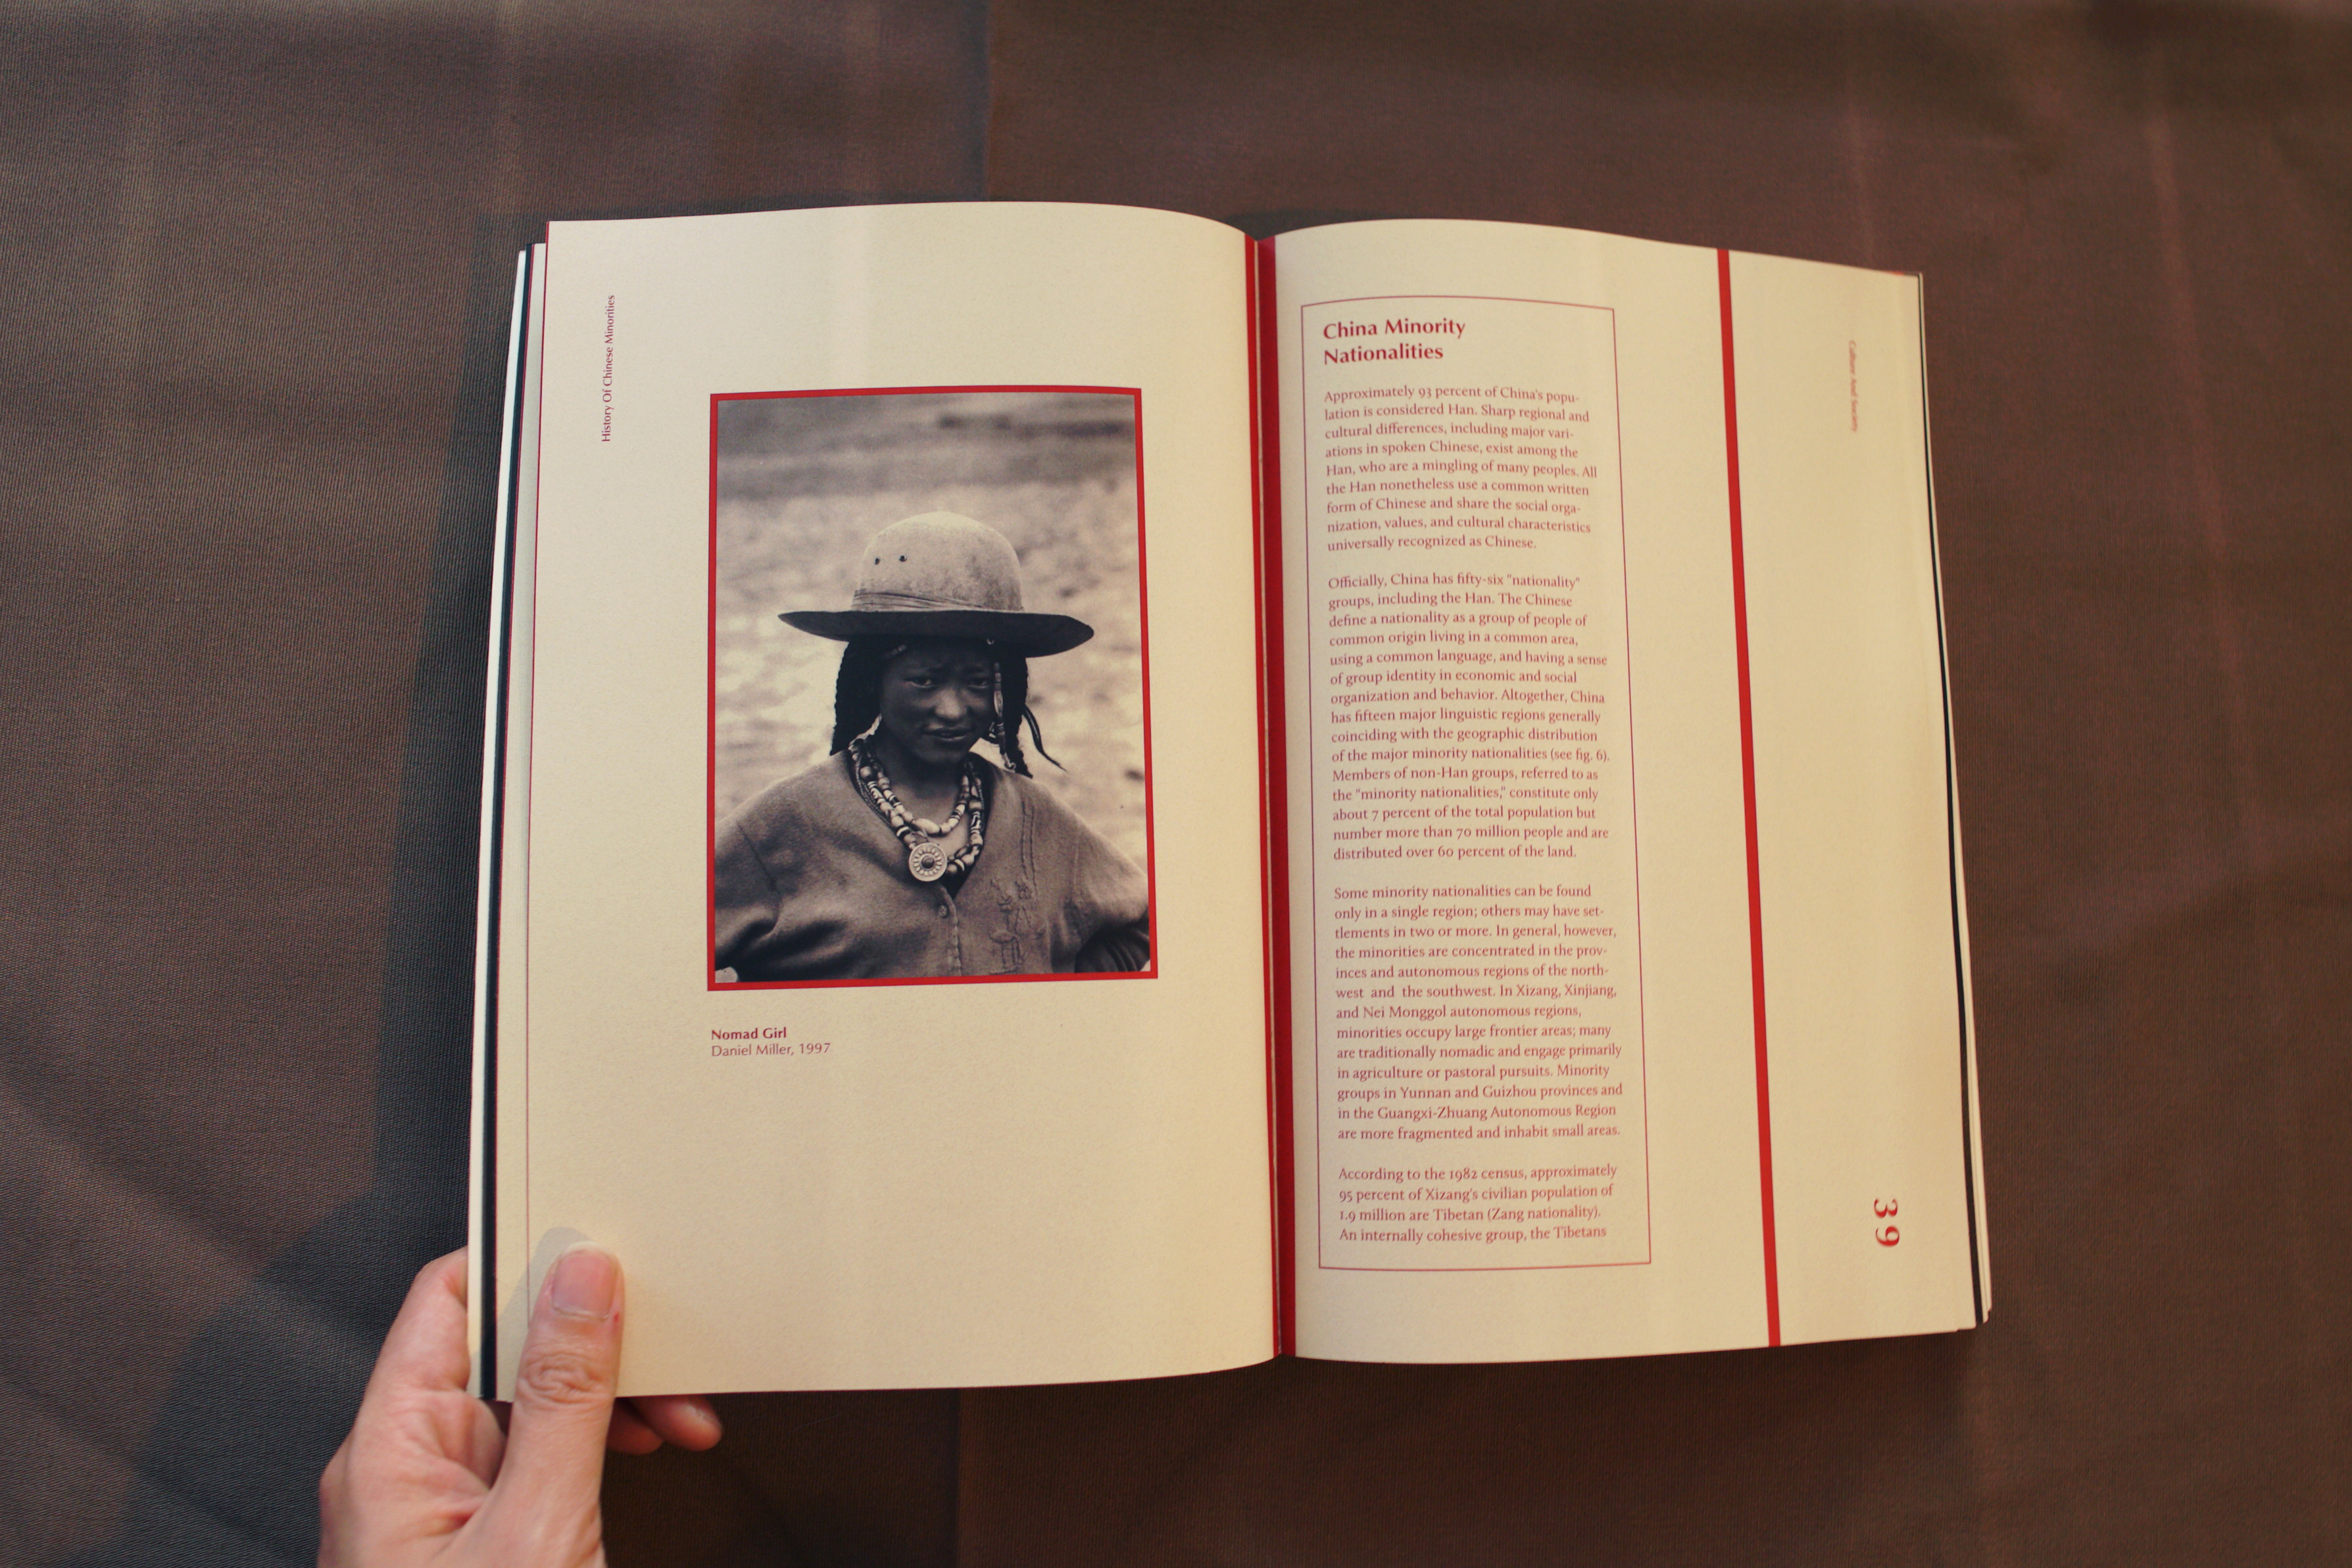 History Of Chinese Minorities
Nomad Girl
Daniel Miller, 1997
China Minority
Nationalities
Approximately 93 percent of China's popu-
lation is considered Han. Sharp regional and
cultural differences, including major vari-
ations in spoken Chinese, exist among the
Han, who are a mingling of many peoples. All
the Han nonetheless use a common written
form of Chinese and share the social orga-
nization, values, and cultural characteristics
universally recognized as Chinese.
Officially, China has fifty-six "nationality"
groups, including the Han. The Chinese
define a nationality as a group of people of
common origin living in a common area,
using a common language, and having a sense
of group identity in economic and social
organization and behavior. Altogether, China
has fifteen major linguistic regions generally
coinciding with the geographic distribution
of the major minority nationalities (see fig. 6).
Members of non-Han groups, referred to as
the "minority nationalities," constitute only
about 7 percent of the total population but
number more than 70 million people and are
distributed over 60 percent of the land.
Some minority nationalities can be found
only in a single region; others may have set-
tlements in two or more. In general, however,
the minorities are concentrated in the prov-
inces and autonomous regions of the north-
west and the southwest. In Xizang, Xinjiang,
and Nei Monggol autonomous regions,
minorities occupy large frontier areas; many
are traditionally nomadic and engage primarily
in agriculture or pastoral pursuits. Minority
groups in Yunnan and Guizhou provinces and
in the Guangxi-Zhuang Autonomous Region
are more fragmented and inhabit small areas.
According to the 1982 census, approximately
95 percent of Xizang's civilian population of
1.9 million are Tibetan (Zang nationality).
An internally cohesive group, the Tibetans
Culture And Society
39